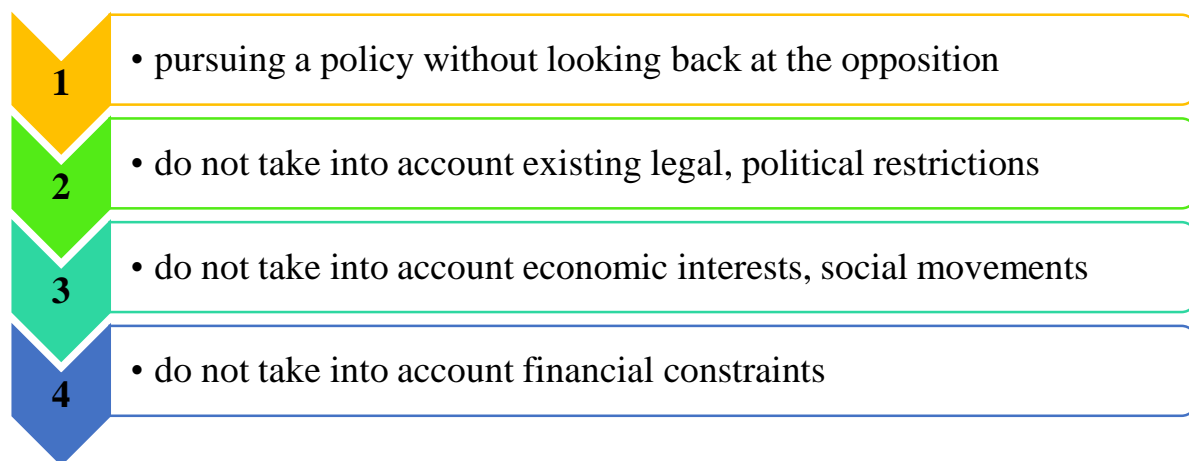 1
• pursuing a policy without looking back at the opposition
2
• do not take into account existing legal, political restrictions
3
• do not take into account economic interests, social movements
4
• do not take into account financial constraints